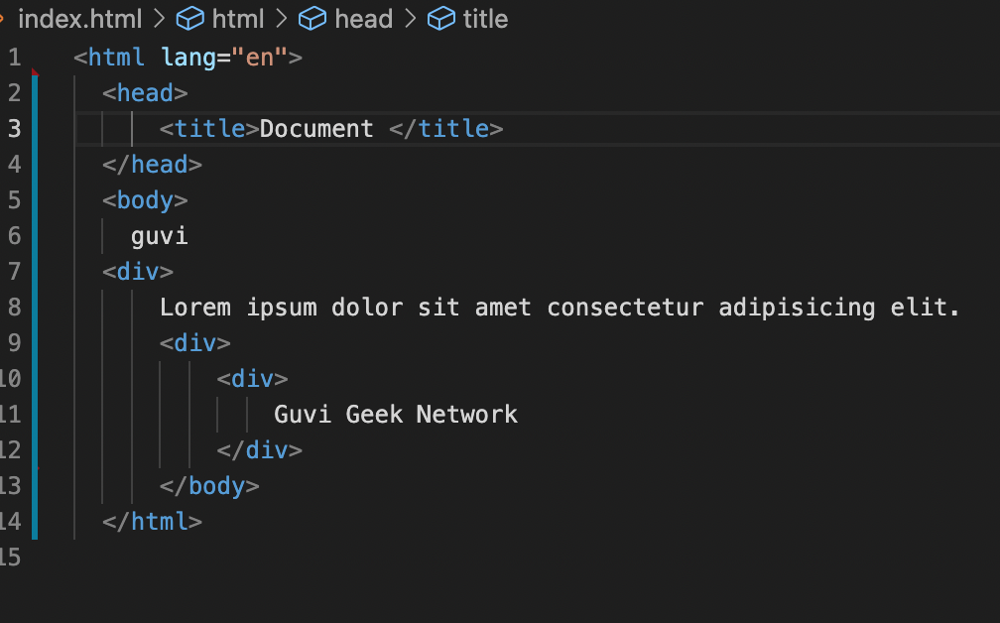 index.html > html > head > title
1 <html lang="en">
2 <head>
3 <title>Document </title>
4 </head>
5 <body>
6 guvi
7 <div>
8 Lorem ipsum dolor sit amet consectetur adipisicing elit.
9 <div>
10 <div>
11 Guvi Geek Network
12 </div>
13 </body>
14 </html>
15